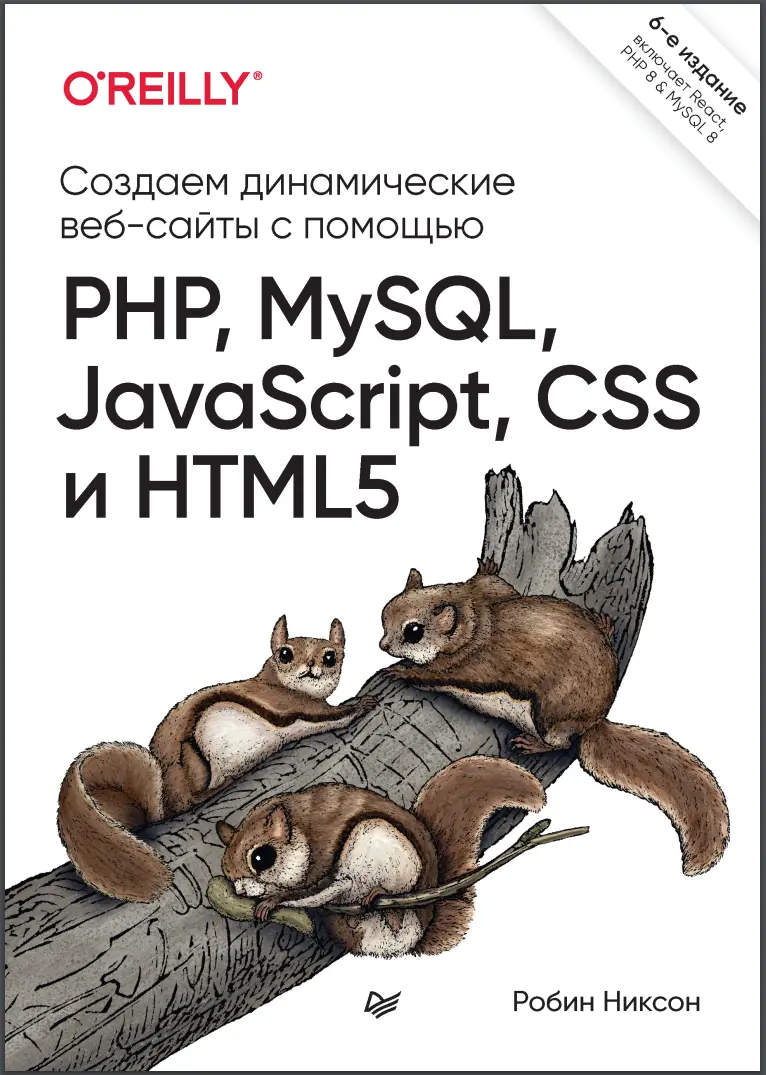 6-е издание
включает React,
PHP 8 & MySQL 8
O'REILLY®
Создаем динамические
веб-сайты с помощью
PHP, MySQL,
JavaScript, CSS
и HTML5
Робин Никсон